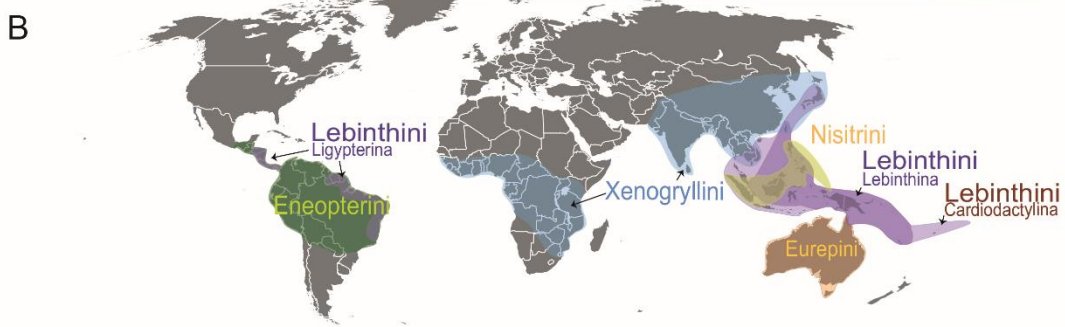 B
Lebinthini
Ligypterina
Eneopterini
Xenogryllini
Nisitrini
Lebinthini
Lebinthina
Lebinthini
Cardiodactylina
Eurepini